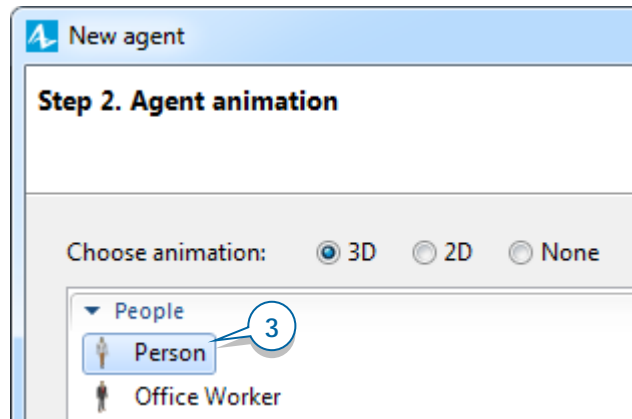 New agent
Step 2. Agent animation
Choose animation: 3D 2D None
People
3
Person
Office Worker